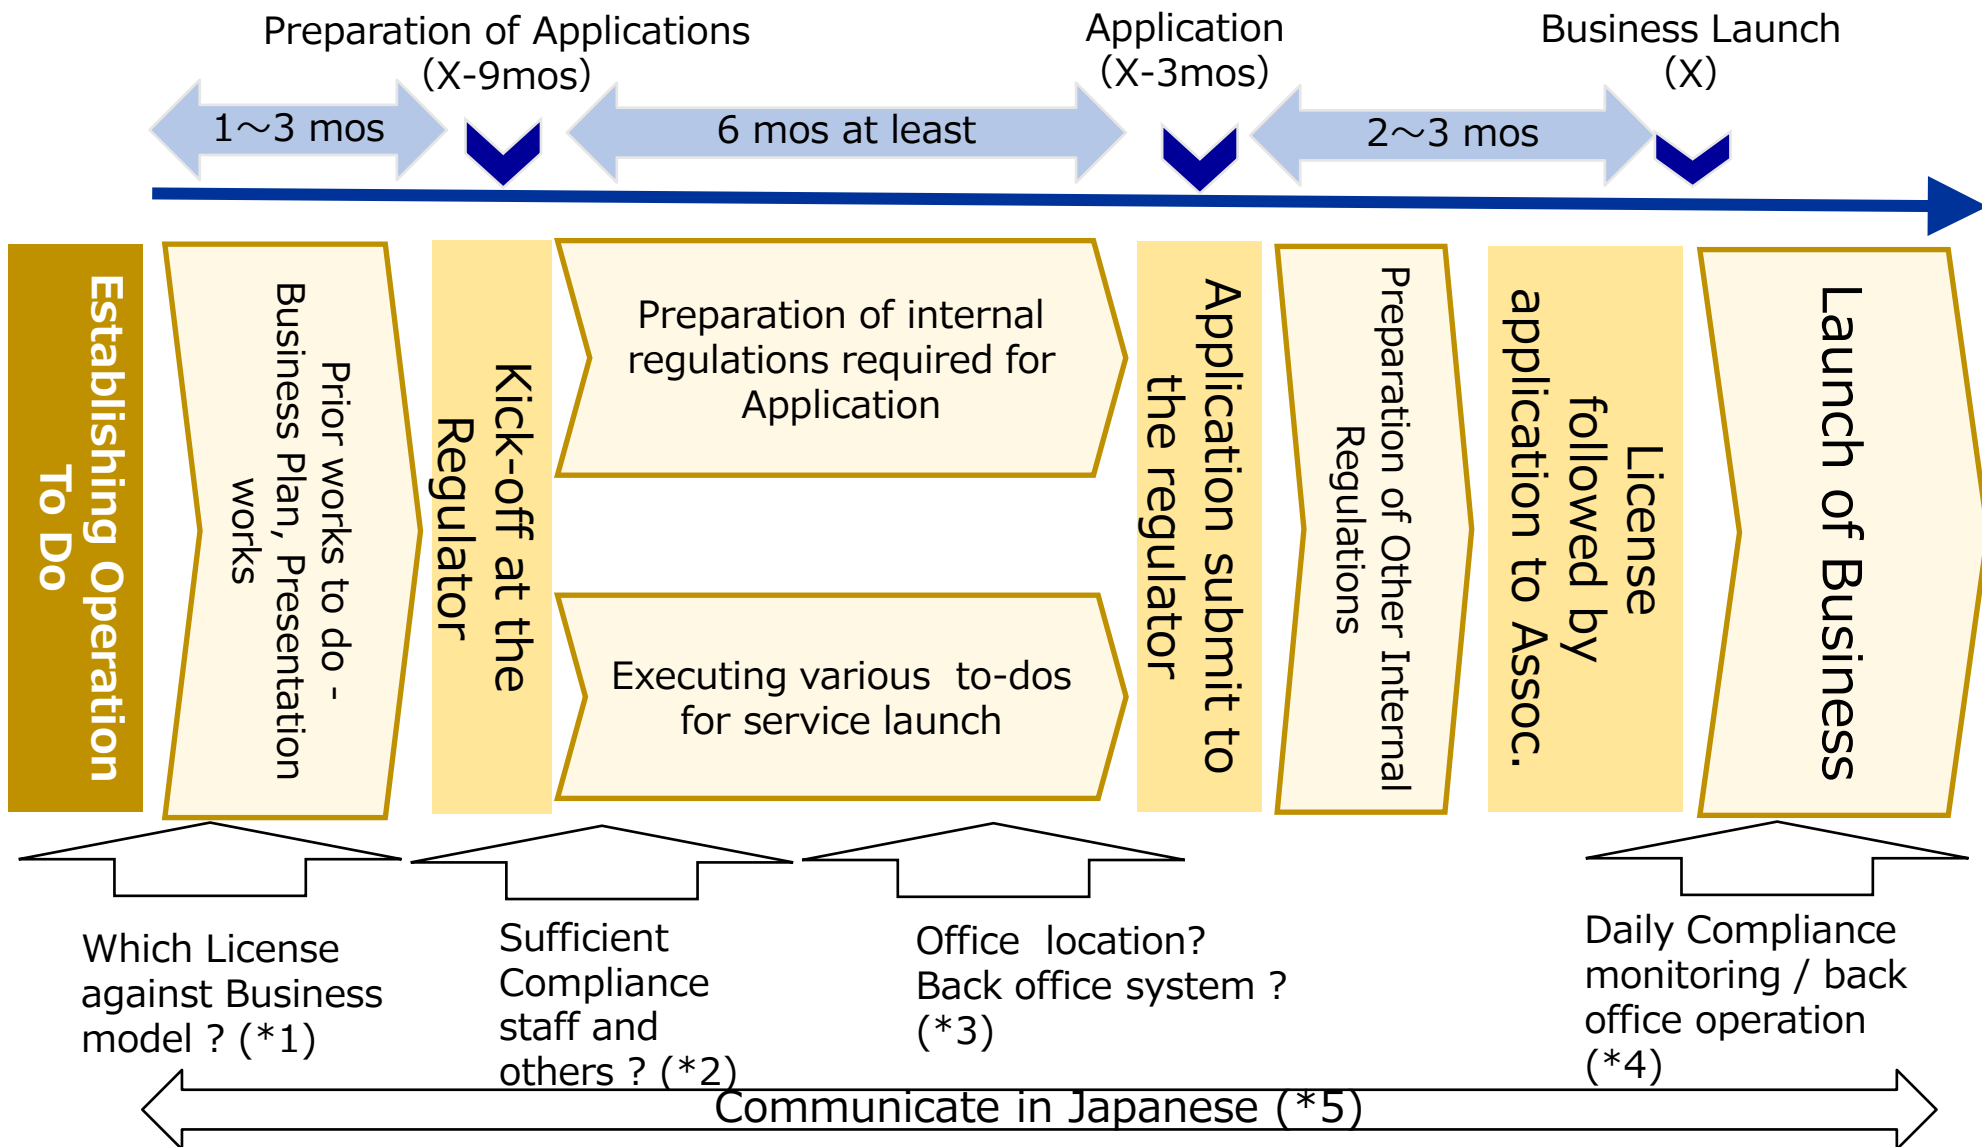 Preparation of Applications
(X-9mos)
Application
(X-3mos)
Business Launch
(X)
1～3 mos
6 mos at least
2～3 mos
Establishing Operation
To Do
Prior works to do -
Business Plan, Presentation
works
Kick-off at the
Regulator
Preparation of internal
regulations required for
Application
Executing various  to-dos
for service launch
Application submit to
the regulator
Preparation of Other Internal
Regulations
License
followed by
application to Assoc.
Launch of Business
Which License
against Business
model ? (*1)
Sufficient
Compliance
staff and
others ? (*2)
Office  location?
Back office system ?
(*3)
Daily Compliance
monitoring / back
office operation
(*4)
Communicate in Japanese (*5)